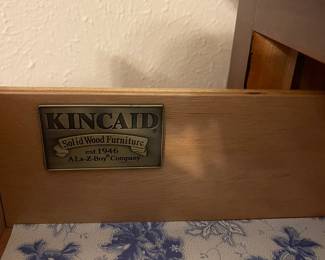 KINCAID®
Solid Wood Furniture
est. 1946
A La-Z-Boy® Company